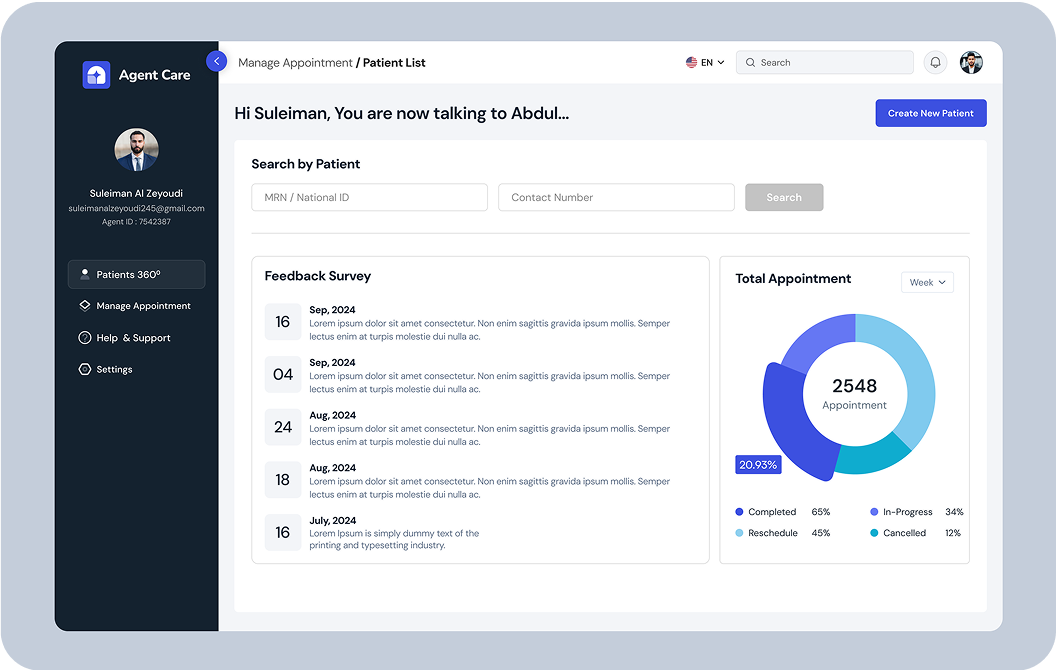 Agent Care
Suleiman Al Zeyoudi
suleimanalzeyoudi245@gmail.com
Agent ID : 7542387
Patients 360º
Manage Appointment
Help & Support
Settings
Manage Appointment / Patient List
EN
Search
Hi Suleiman, You are now talking to Abdul...
Create New Patient
Search by Patient
MRN / National ID
Contact Number
Search
Feedback Survey
16
Sep, 2024
Lorem ipsum dolor sit amet consectetur. Non enim sagittis gravida ipsum mollis. Semper
lectus enim at turpis molestie dui nulla ac.
04
Sep, 2024
Lorem ipsum dolor sit amet consectetur. Non enim sagittis gravida ipsum mollis. Semper
lectus enim at turpis molestie dui nulla ac.
24
Aug, 2024
Lorem ipsum dolor sit amet consectetur. Non enim sagittis gravida ipsum mollis. Semper
lectus enim at turpis molestie dui nulla ac.
18
Aug, 2024
Lorem ipsum dolor sit amet consectetur. Non enim sagittis gravida ipsum mollis. Semper
lectus enim at turpis molestie dui nulla ac.
16
July, 2024
Lorem Ipsum is simply dummy text of the
printing and typesetting industry.
Total Appointment
Week
2548
Appointment
20.93%
Completed 65%
In-Progress 34%
Reschedule 45%
Cancelled 12%